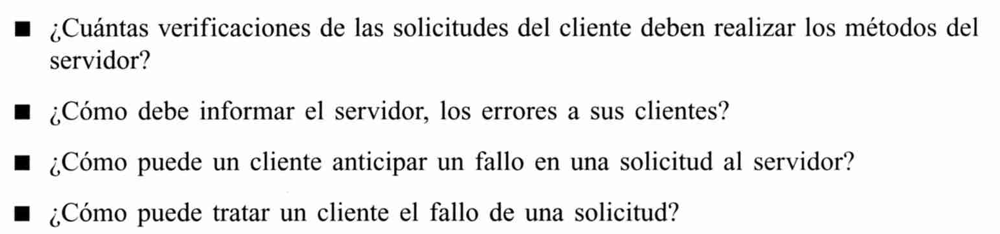 ■ ¿Cuántas verificaciones de las solicitudes del cliente deben realizar los métodos del
servidor?
■ ¿Cómo debe informar el servidor, los errores a sus clientes?
■ ¿Cómo puede un cliente anticipar un fallo en una solicitud al servidor?
■ ¿Cómo puede tratar un cliente el fallo de una solicitud?